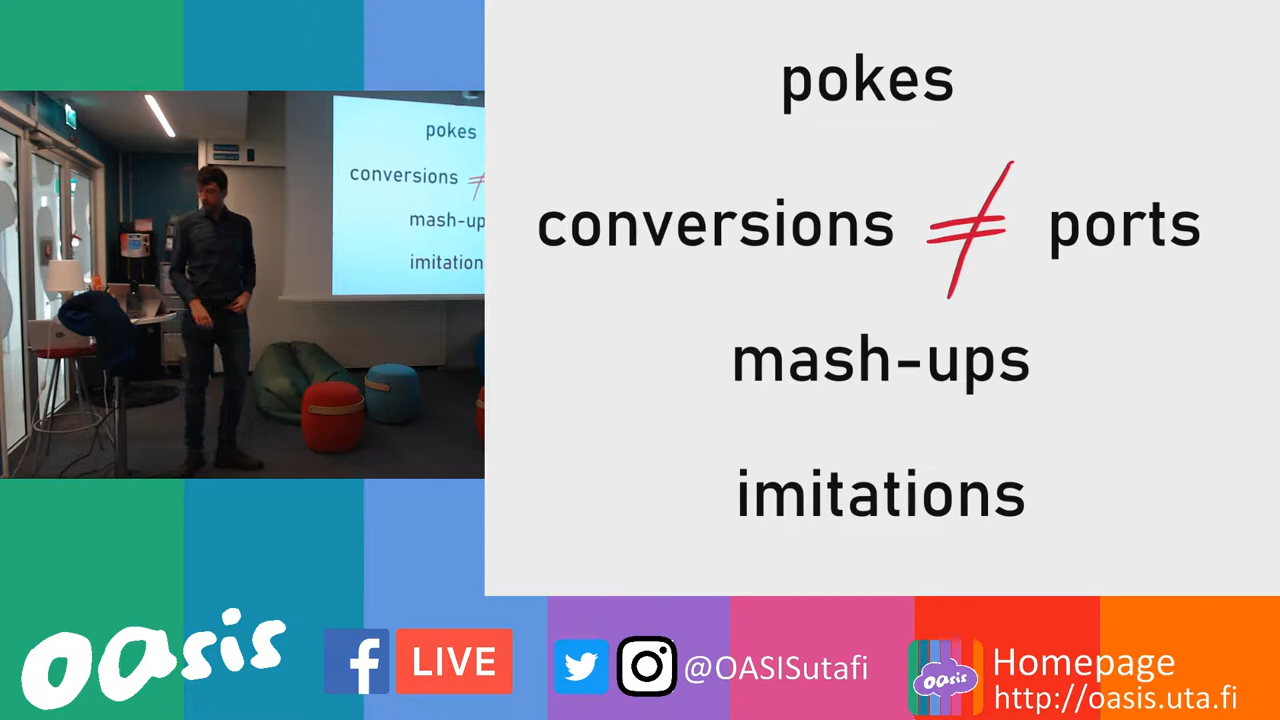 pokes
conversions ≠ ports
mash-ups
imitations
pokes
conversions ≠
mash-up
imitation
oasis
f LIVE
@OASISutafi
oasis
Homepage
http://oasis.uta.fi